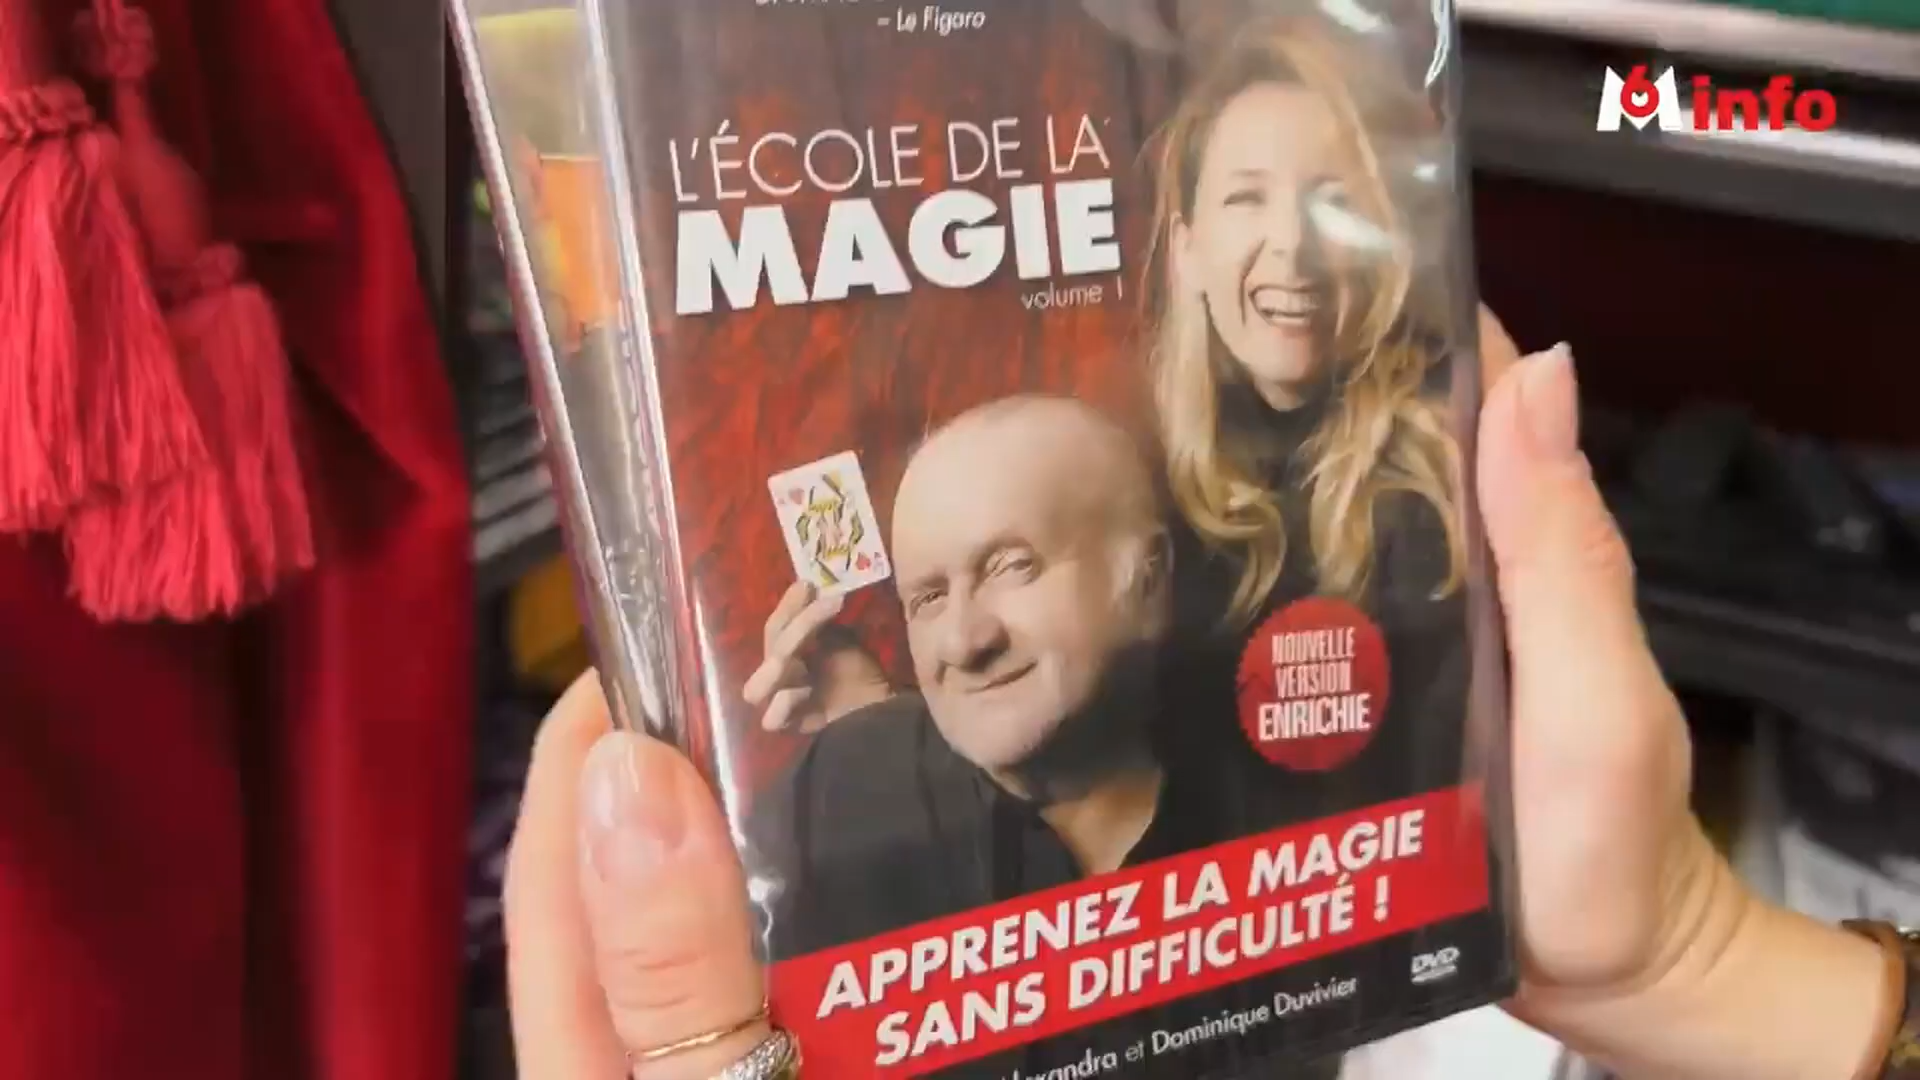 - Le Figaro
M6 info
L'ÉCOLE DE LA
MAGIE
volume 1
NOUVELLE
VERSION
ENRICHIE
APPRENEZ LA MAGIE
SANS DIFFICULTÉ !
et Dominique Duvivier
DVD